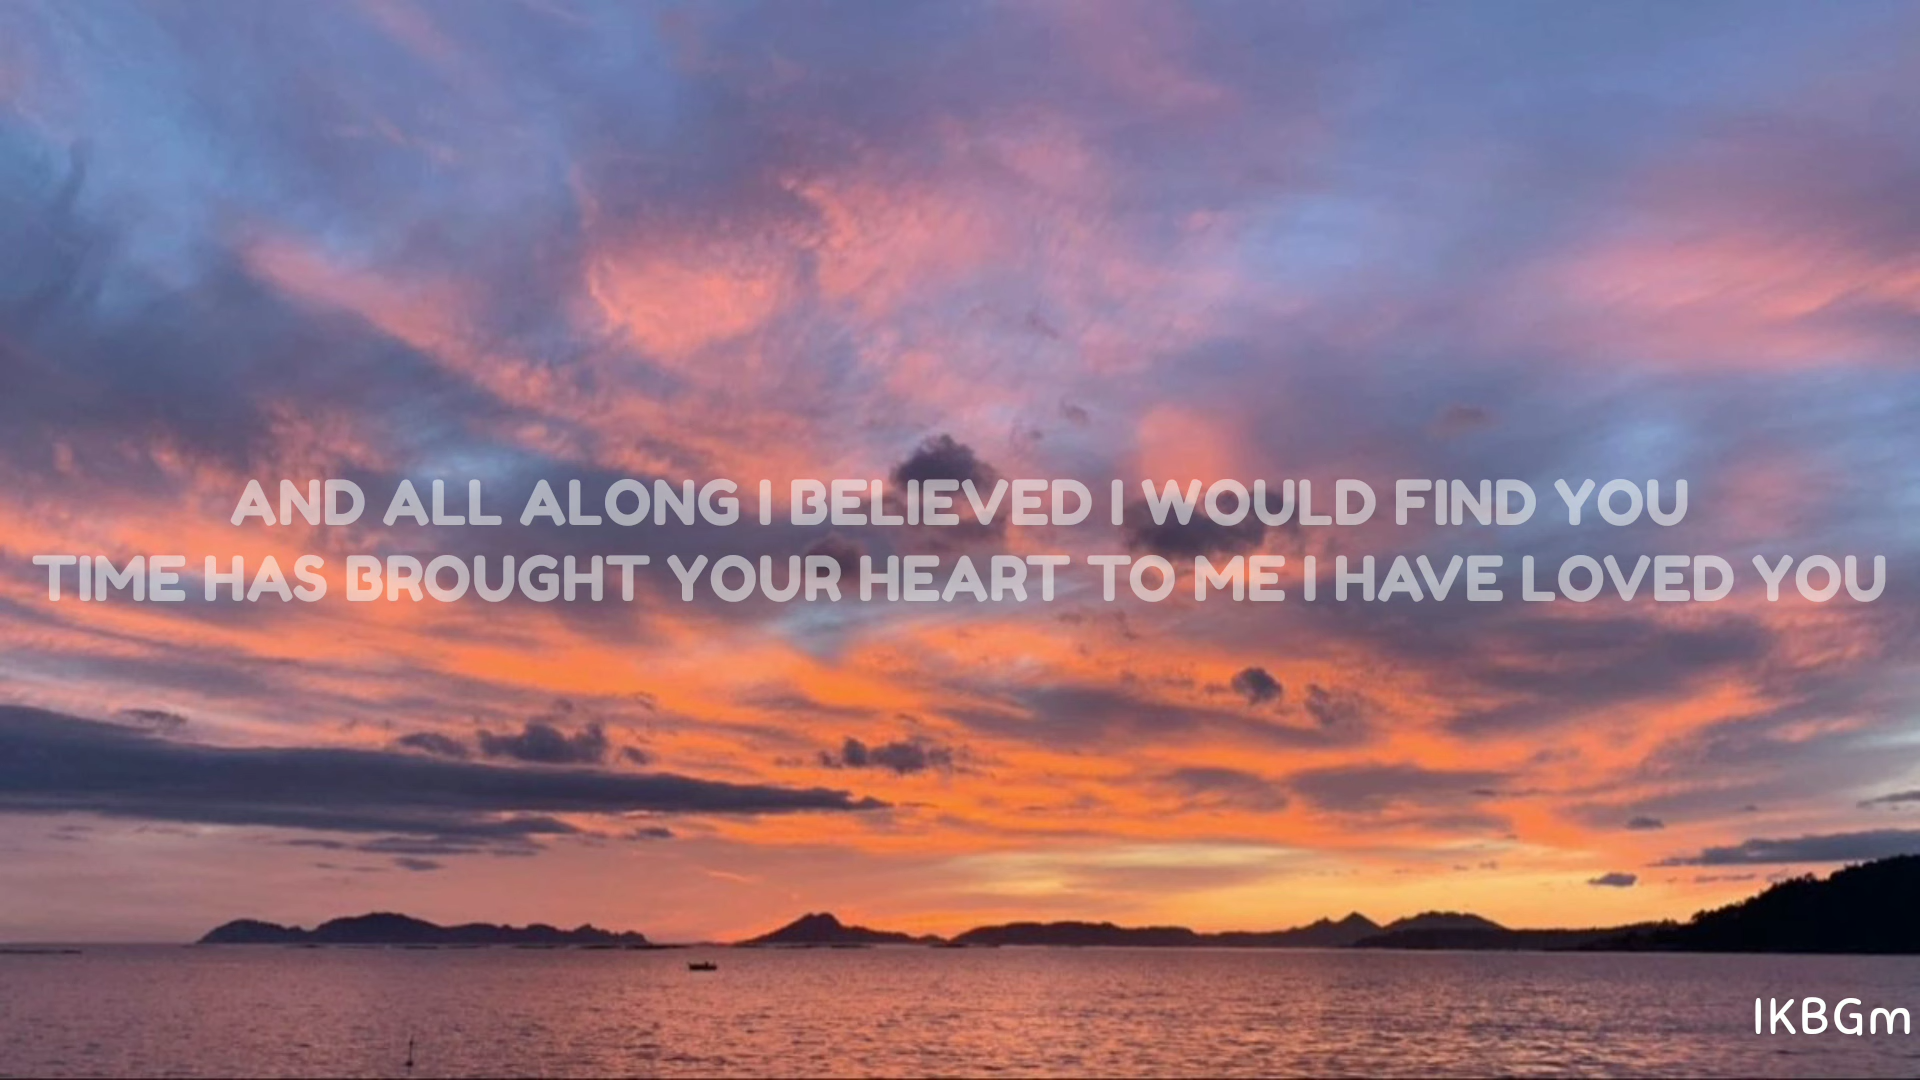 AND ALL ALONG I BELIEVED I WOULD FIND YOU
TIME HAS BROUGHT YOUR HEART TO ME I HAVE LOVED YOU
IKBGm